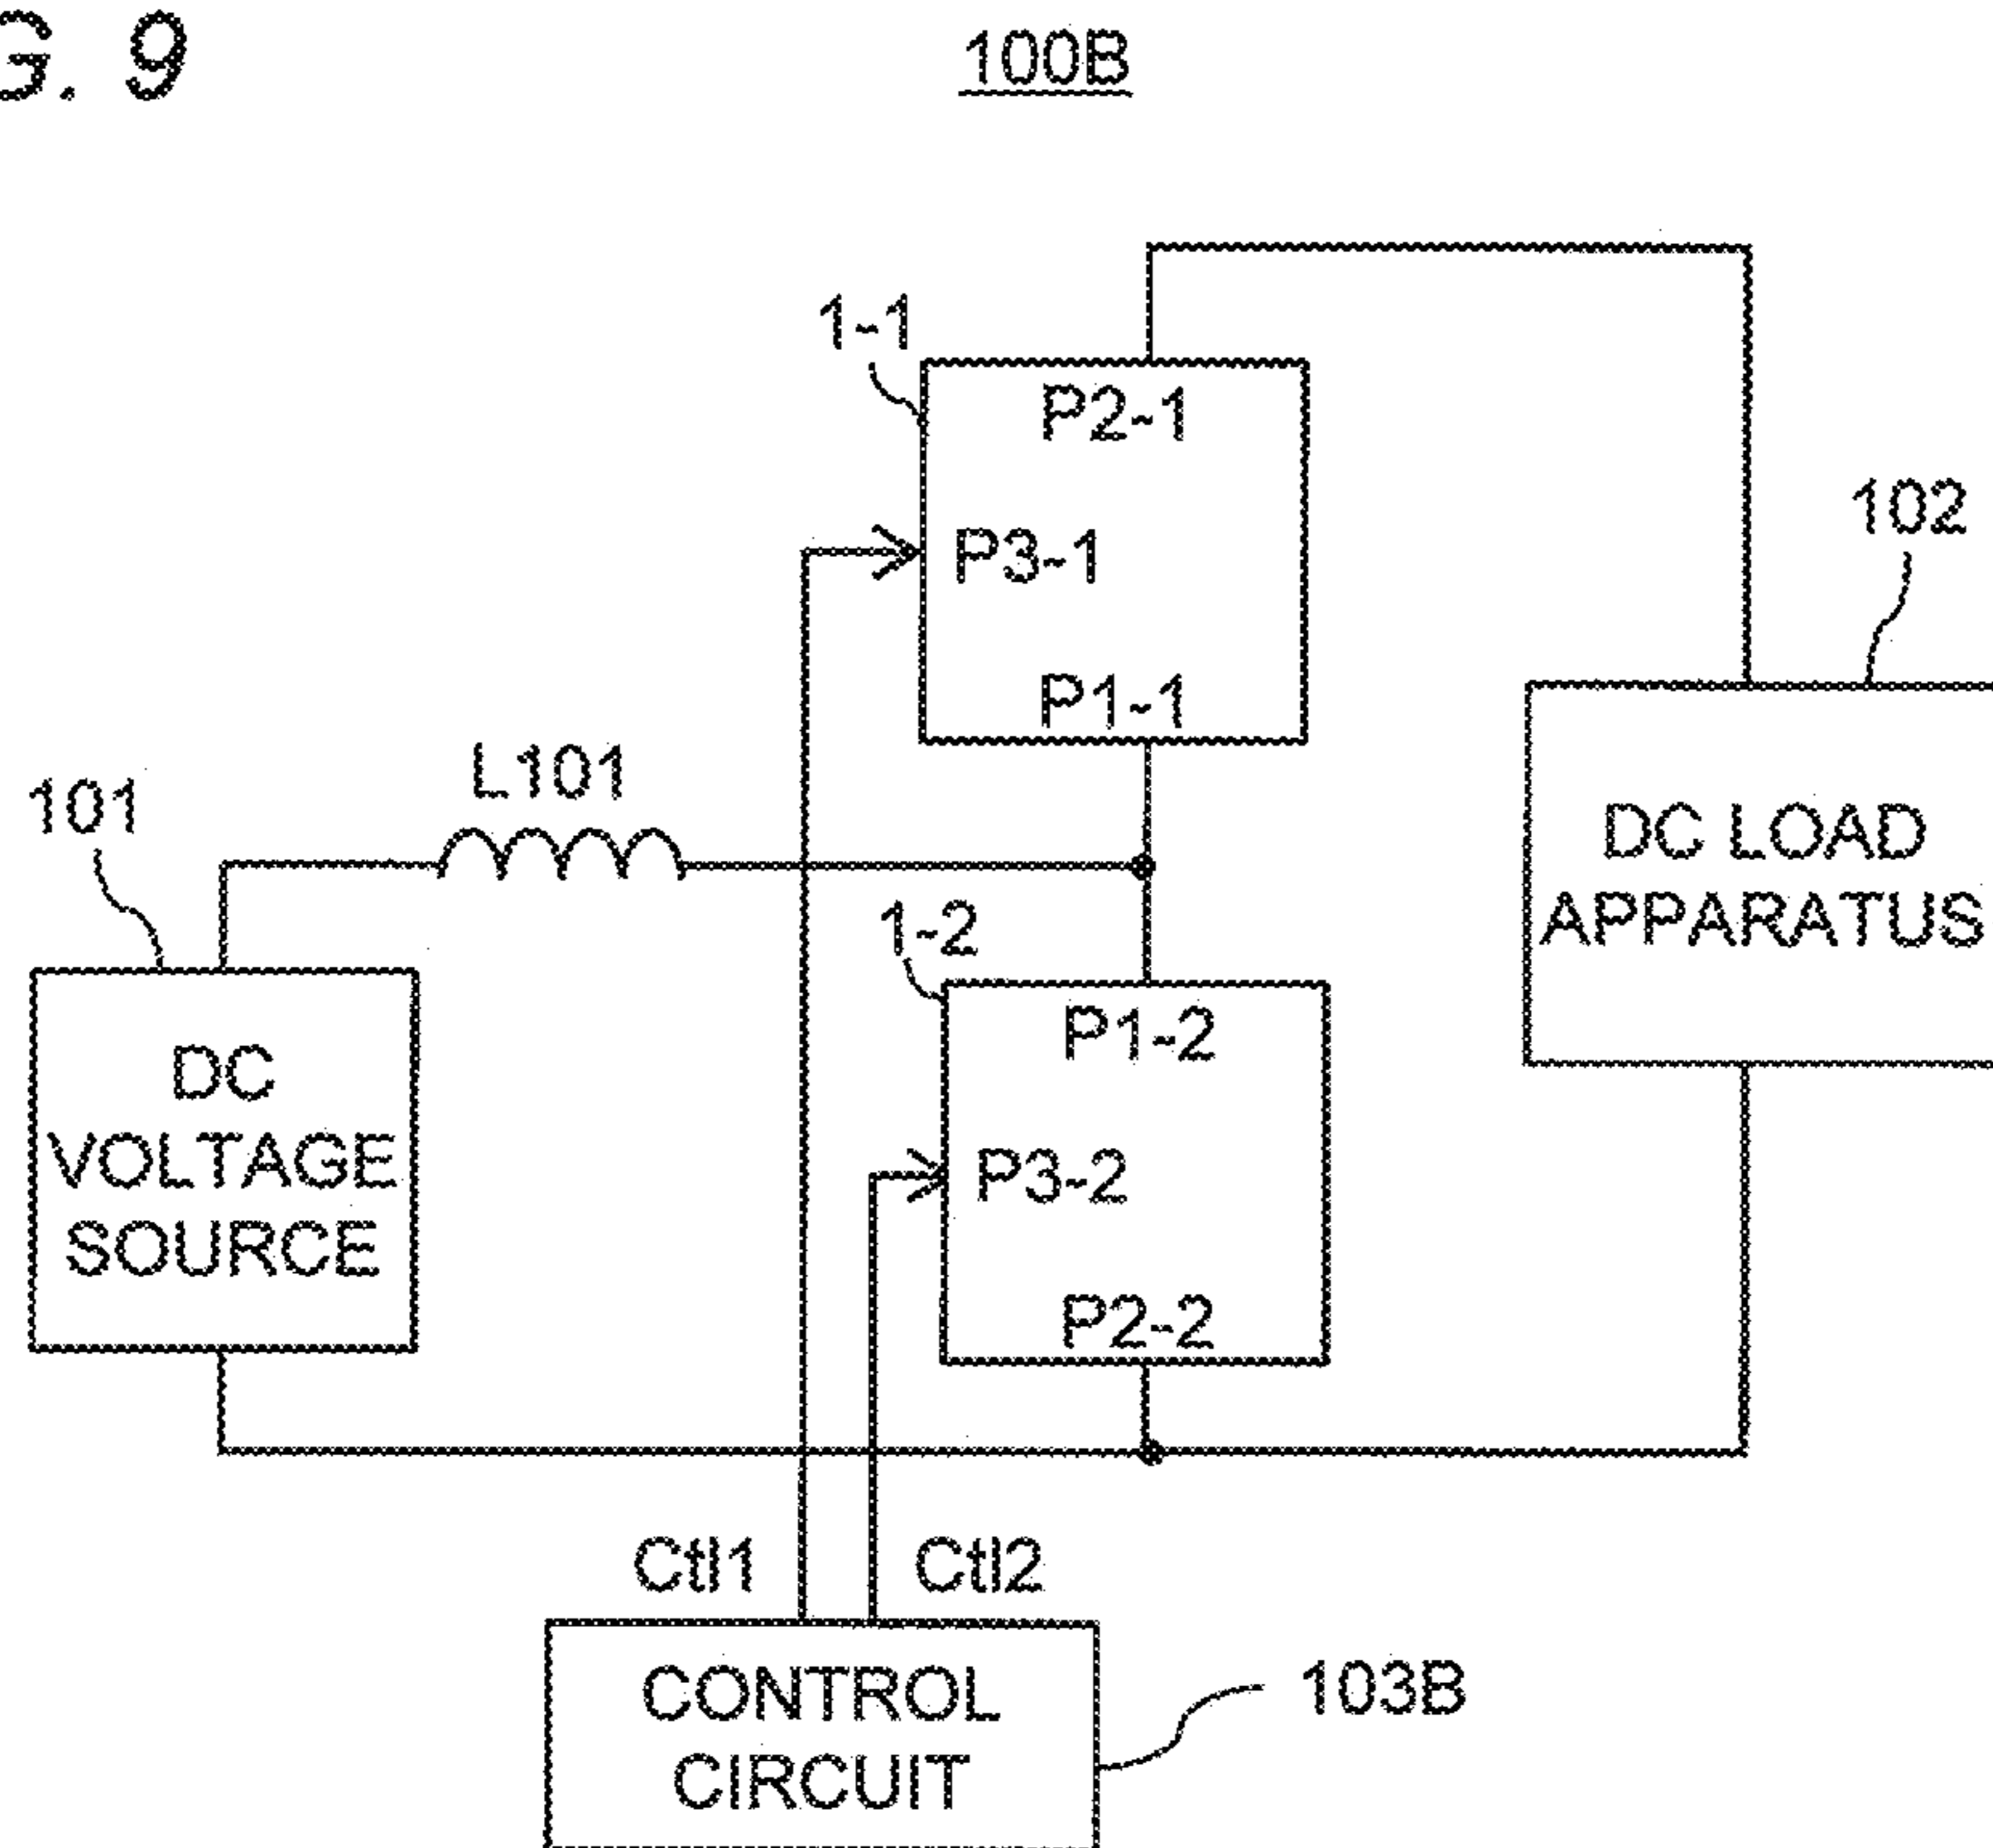 G. 9
100B
1-1
P2-1
P3-1
P1-1
102
DC LOAD
APPARATUS
L101
101
DC
VOLTAGE
SOURCE
1-2
P1-2
P3-2
P2-2
Ctl1
Ctl2
CONTROL
CIRCUIT
103B